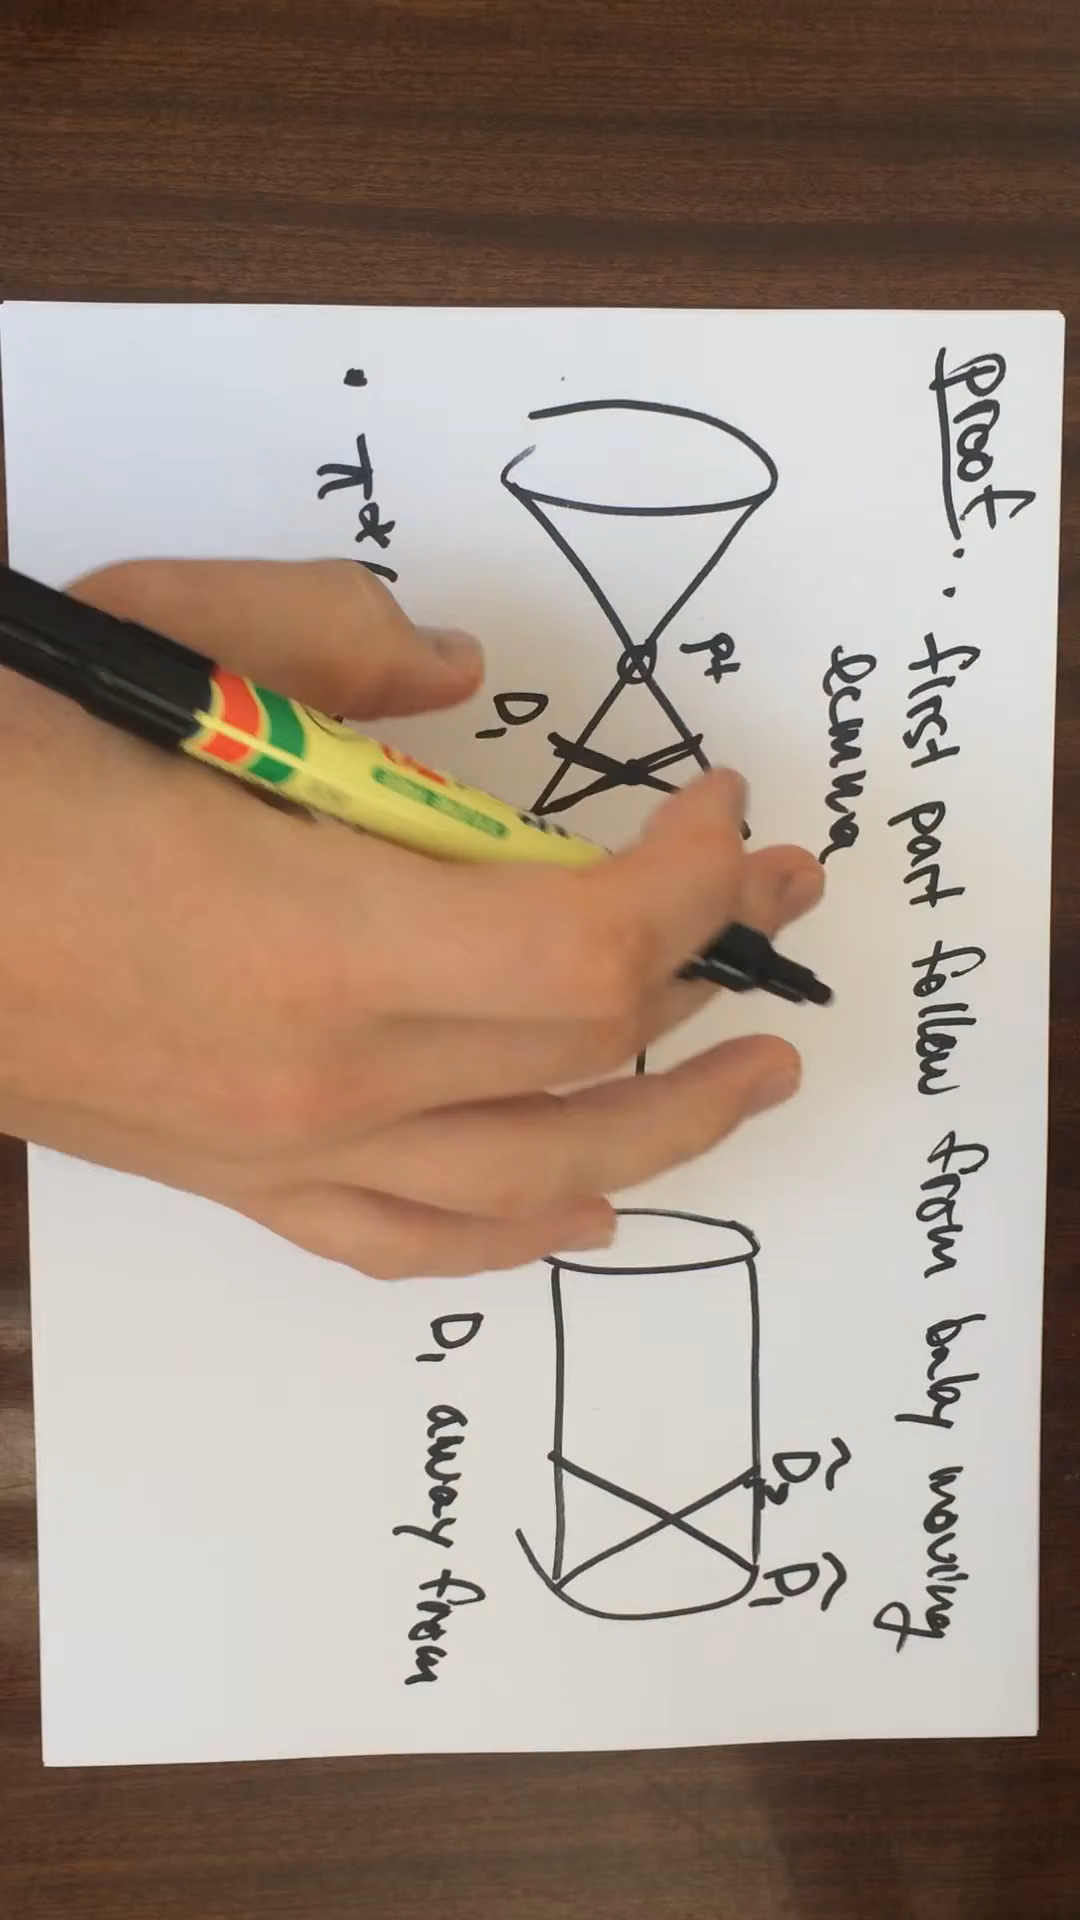 proof: · first part follow from baby moving
lemma
pt
D₁
D̃₂
D̃₁
D₁ away from
· π*(